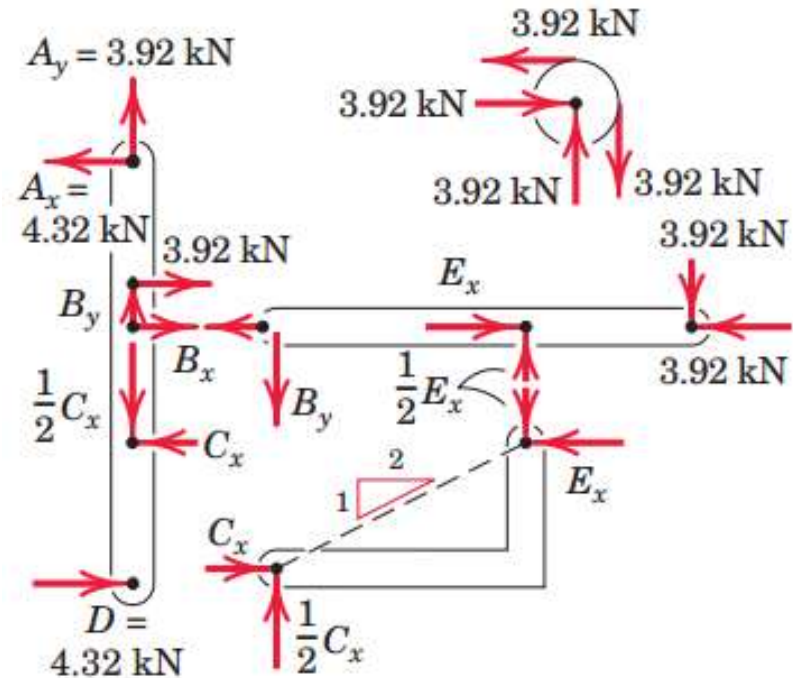 3.92 kN
A_y = 3.92 kN
3.92 kN
A_x =
4.32 kN
3.92 kN
3.92 kN
3.92 kN
3.92 kN
E_x
B_y
B_x
3.92 kN
1/2 C_x
B_y
1/2 E_x
C_x
2
1
E_x
C_x
D =
4.32 kN
1/2 C_x